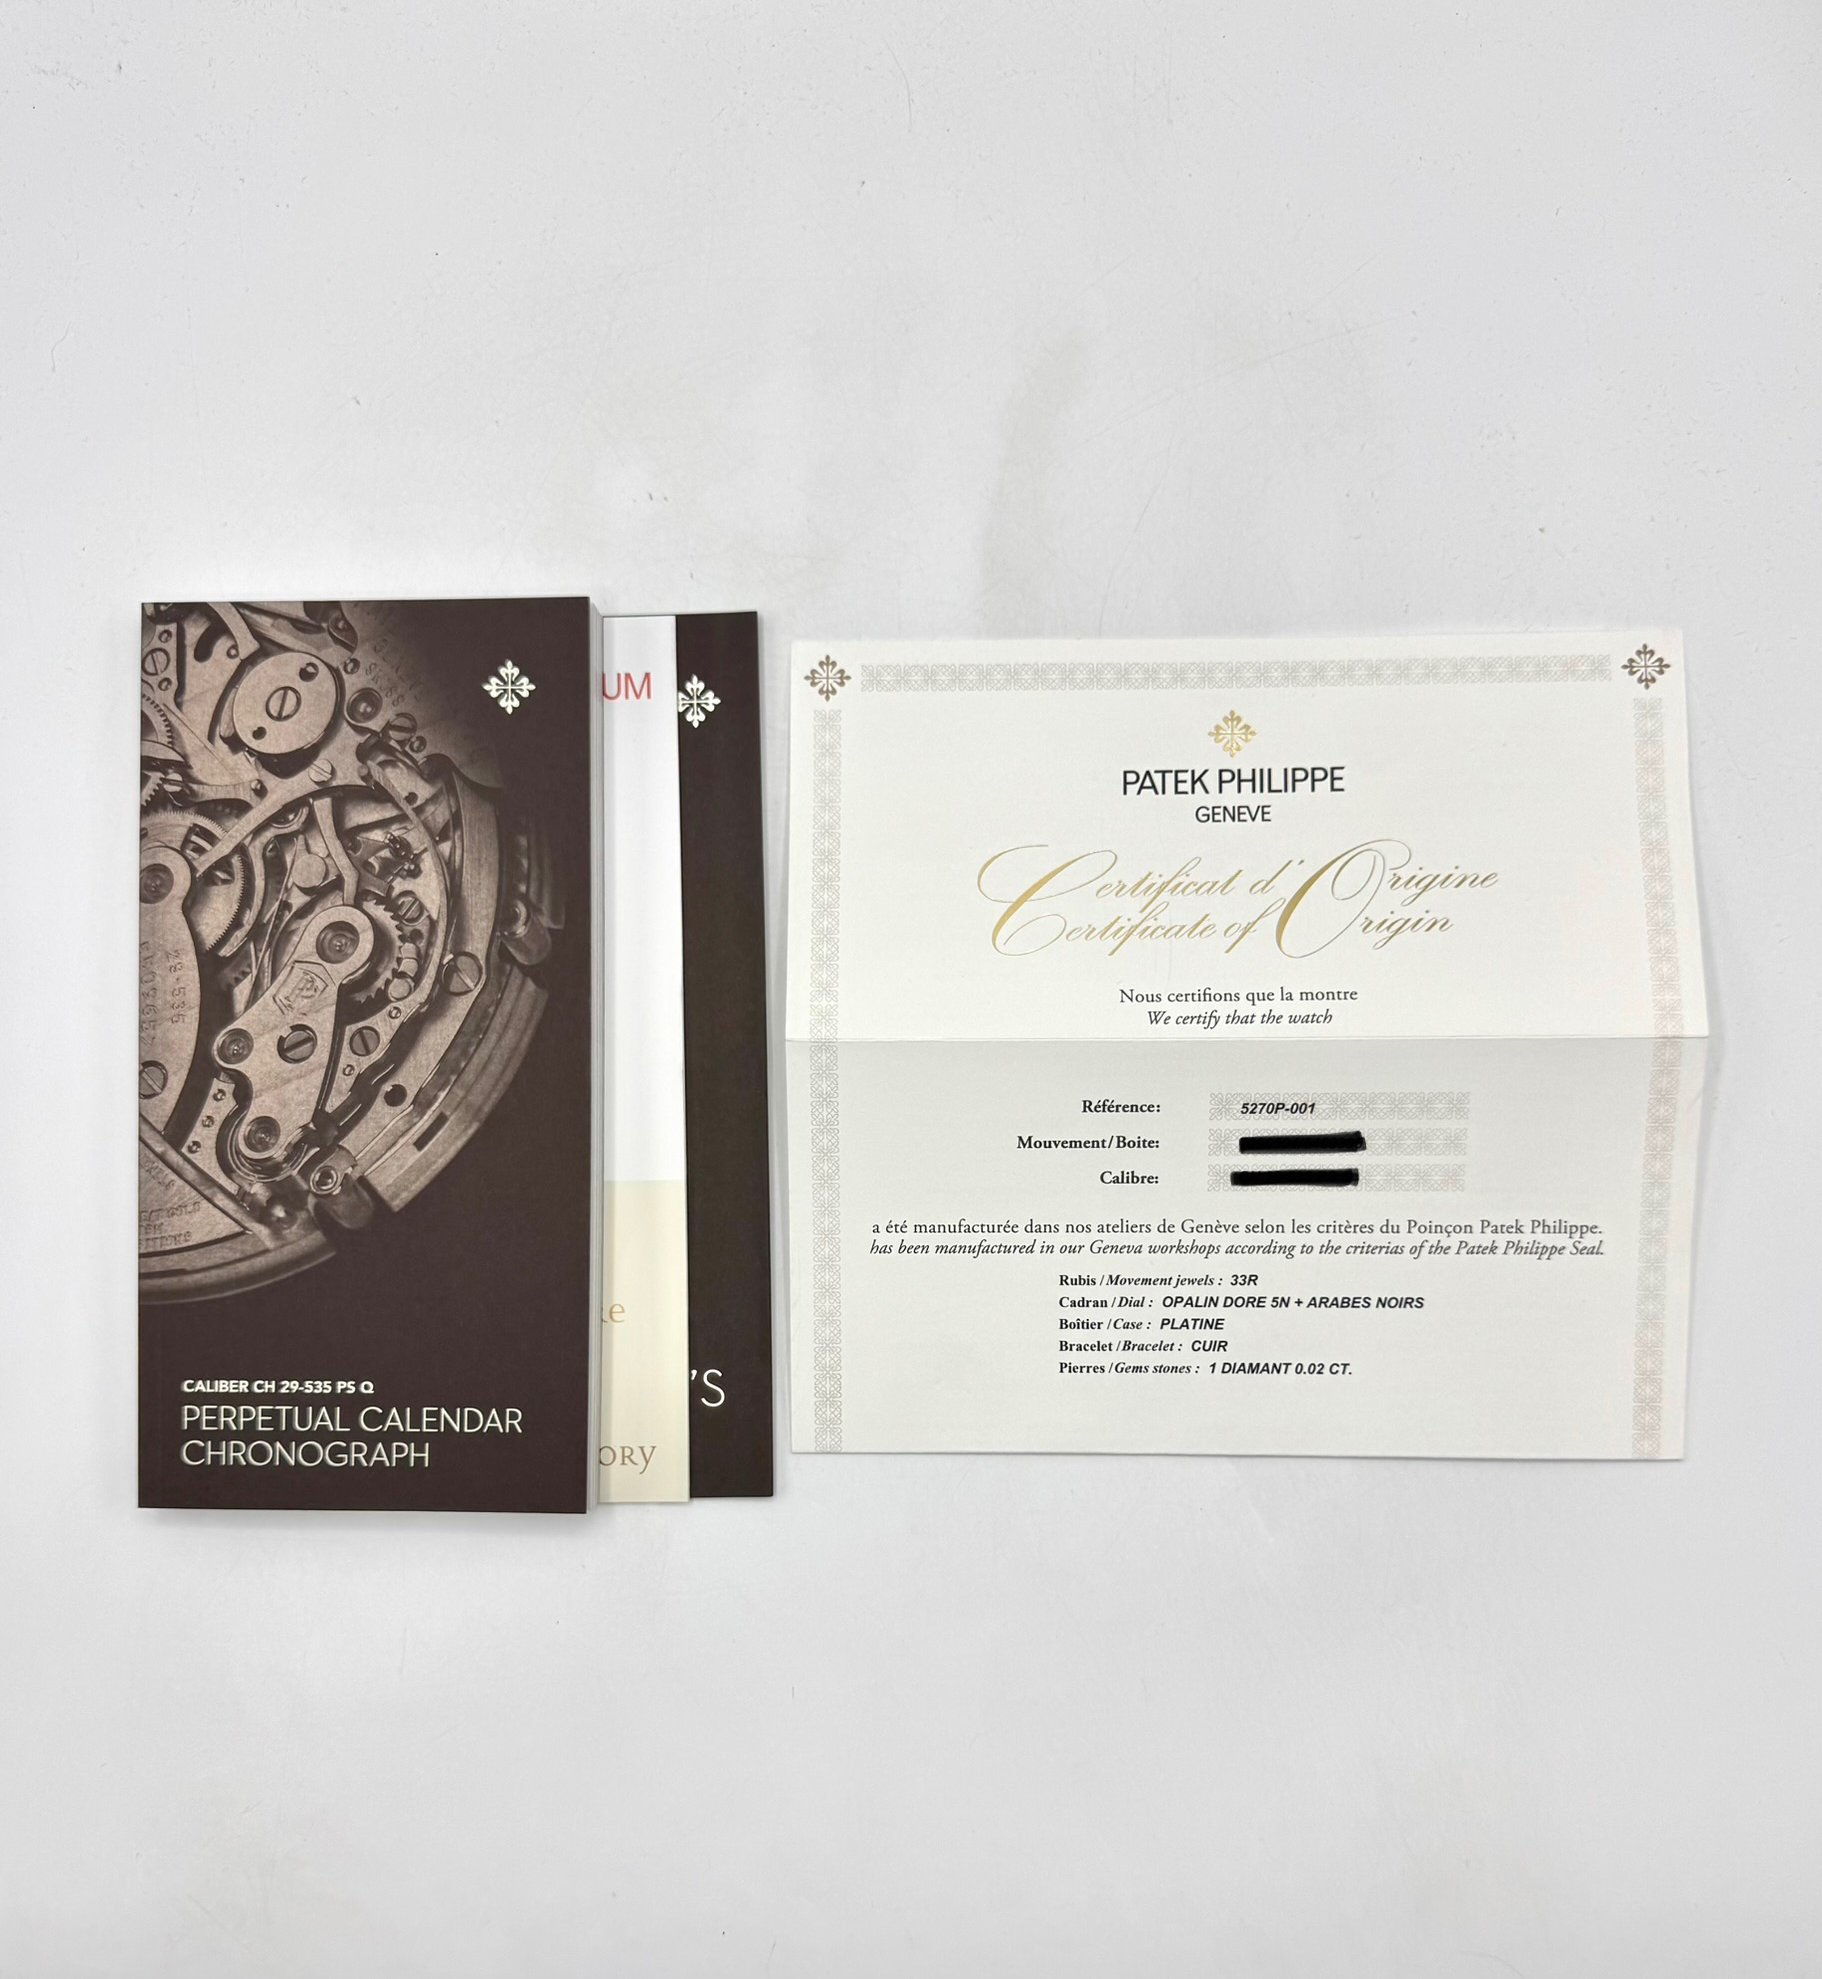 CALIBER CH 29-535 PS Q
PERPETUAL CALENDAR
CHRONOGRAPH
UM
’S
ORY
PATEK PHILIPPE
GENEVE
Certificat d’Origine
Certificate of Origin
Nous certifions que la montre
We certify that the watch
Référence: 5270P-001
Mouvement/Boite:
Calibre:
a été manufacturée dans nos ateliers de Genève selon les critères du Poinçon Patek Philippe.
has been manufactured in our Geneva workshops according to the criterias of the Patek Philippe Seal.
Rubis / Movement jewels : 33R
Cadran / Dial : OPALIN DORE 5N + ARABES NOIRS
Boîtier / Case : PLATINE
Bracelet / Bracelet : CUIR
Pierres / Gems stones : 1 DIAMANT 0.02 CT.